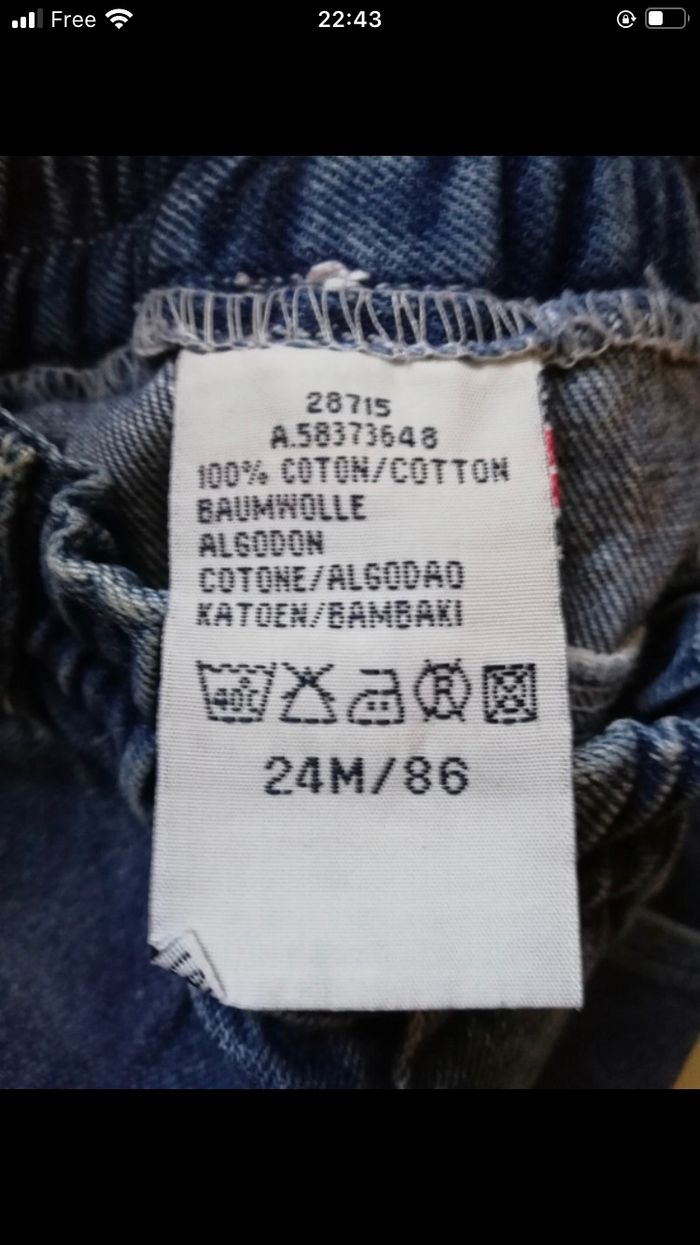 Free
22:43
28715
A.58373648
100% COTON/COTTON
BAUMWOLLE
ALGODON
COTONE/ALGODAO
KATOEN/BAMBAKI
40°C R
24M/86